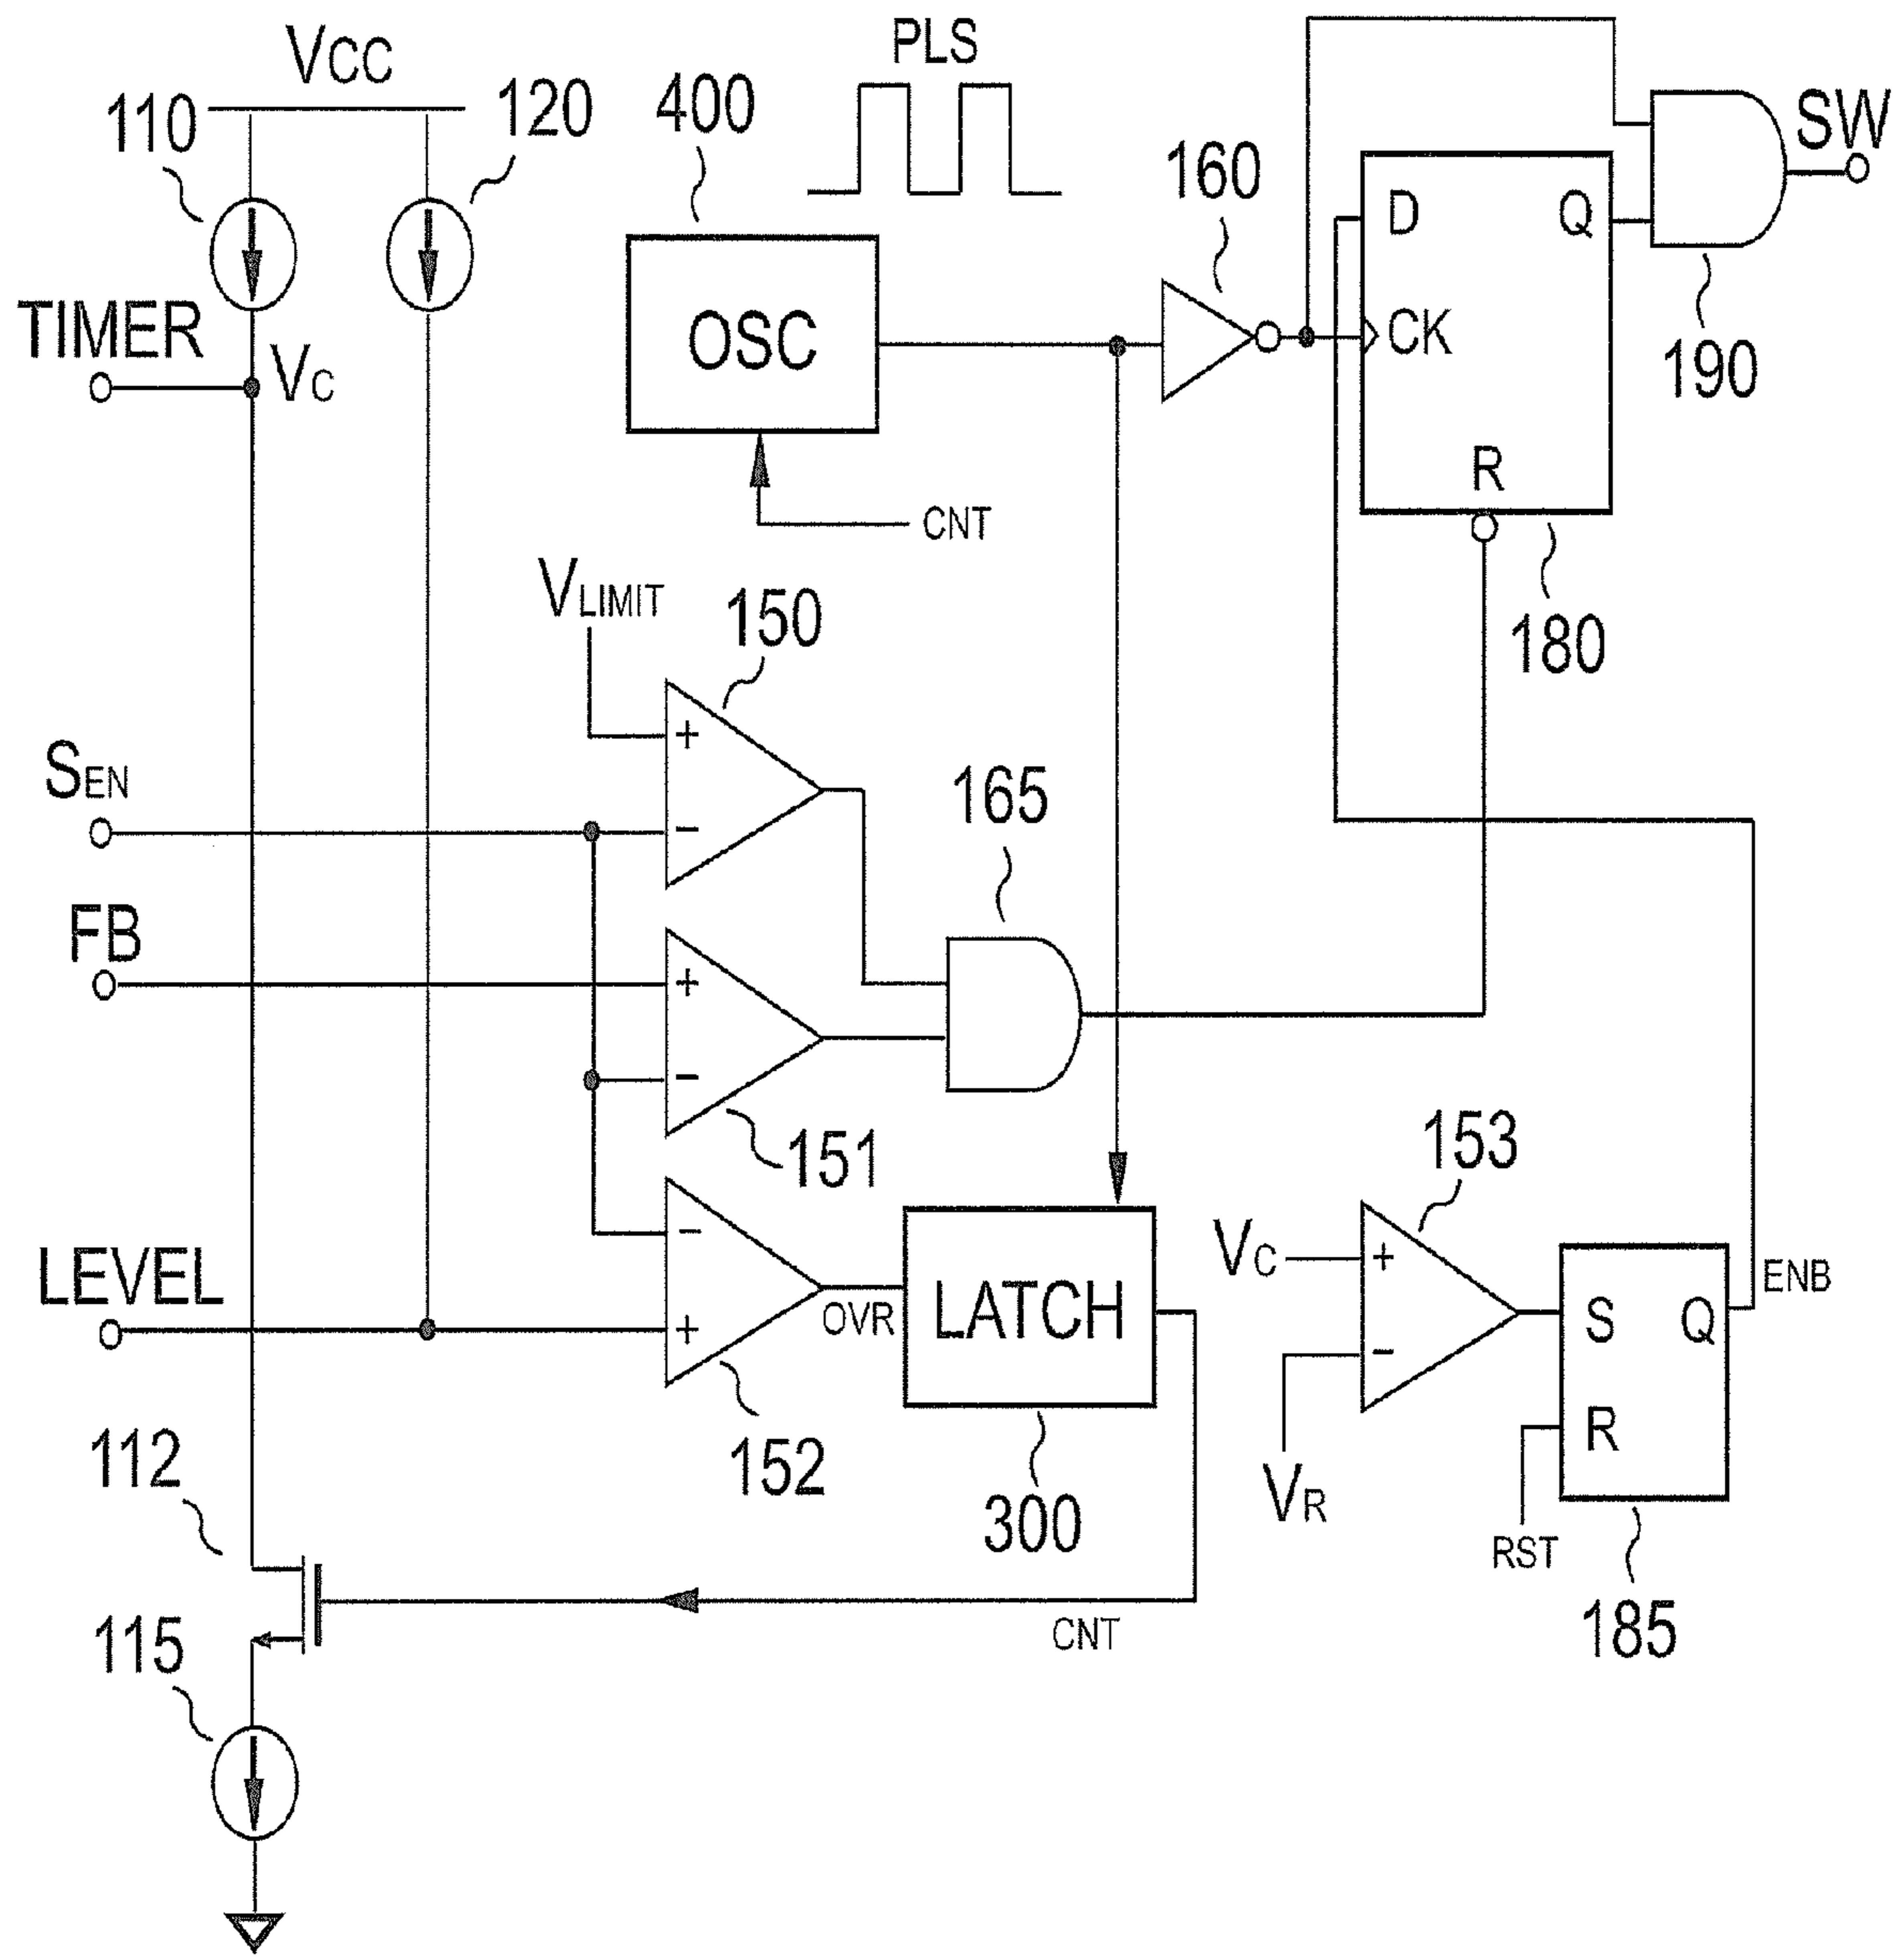 PLS
VCC
110
120
400
160
SW
OSC
D
Q
CK
R
190
TIMER
VC
CNT
VLIMIT
150
180
+
-
SEN
165
FB
+
-
151
153
LEVEL
-
+
OVR
LATCH
VC
+
-
S
Q
R
ENB
152
300
VR
RST
185
112
CNT
115